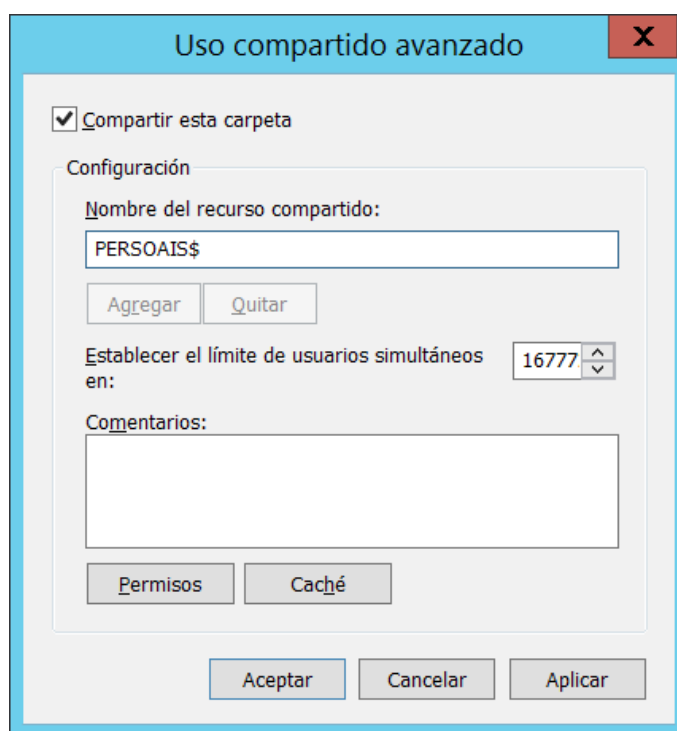 Uso compartido avanzado
X
Compartir esta carpeta
Configuración
Nombre del recurso compartido:
PERSOAIS$
Agregar Quitar
Establecer el límite de usuarios simultáneos
en:
16777
Comentarios:
Permisos Caché
Aceptar Cancelar Aplicar